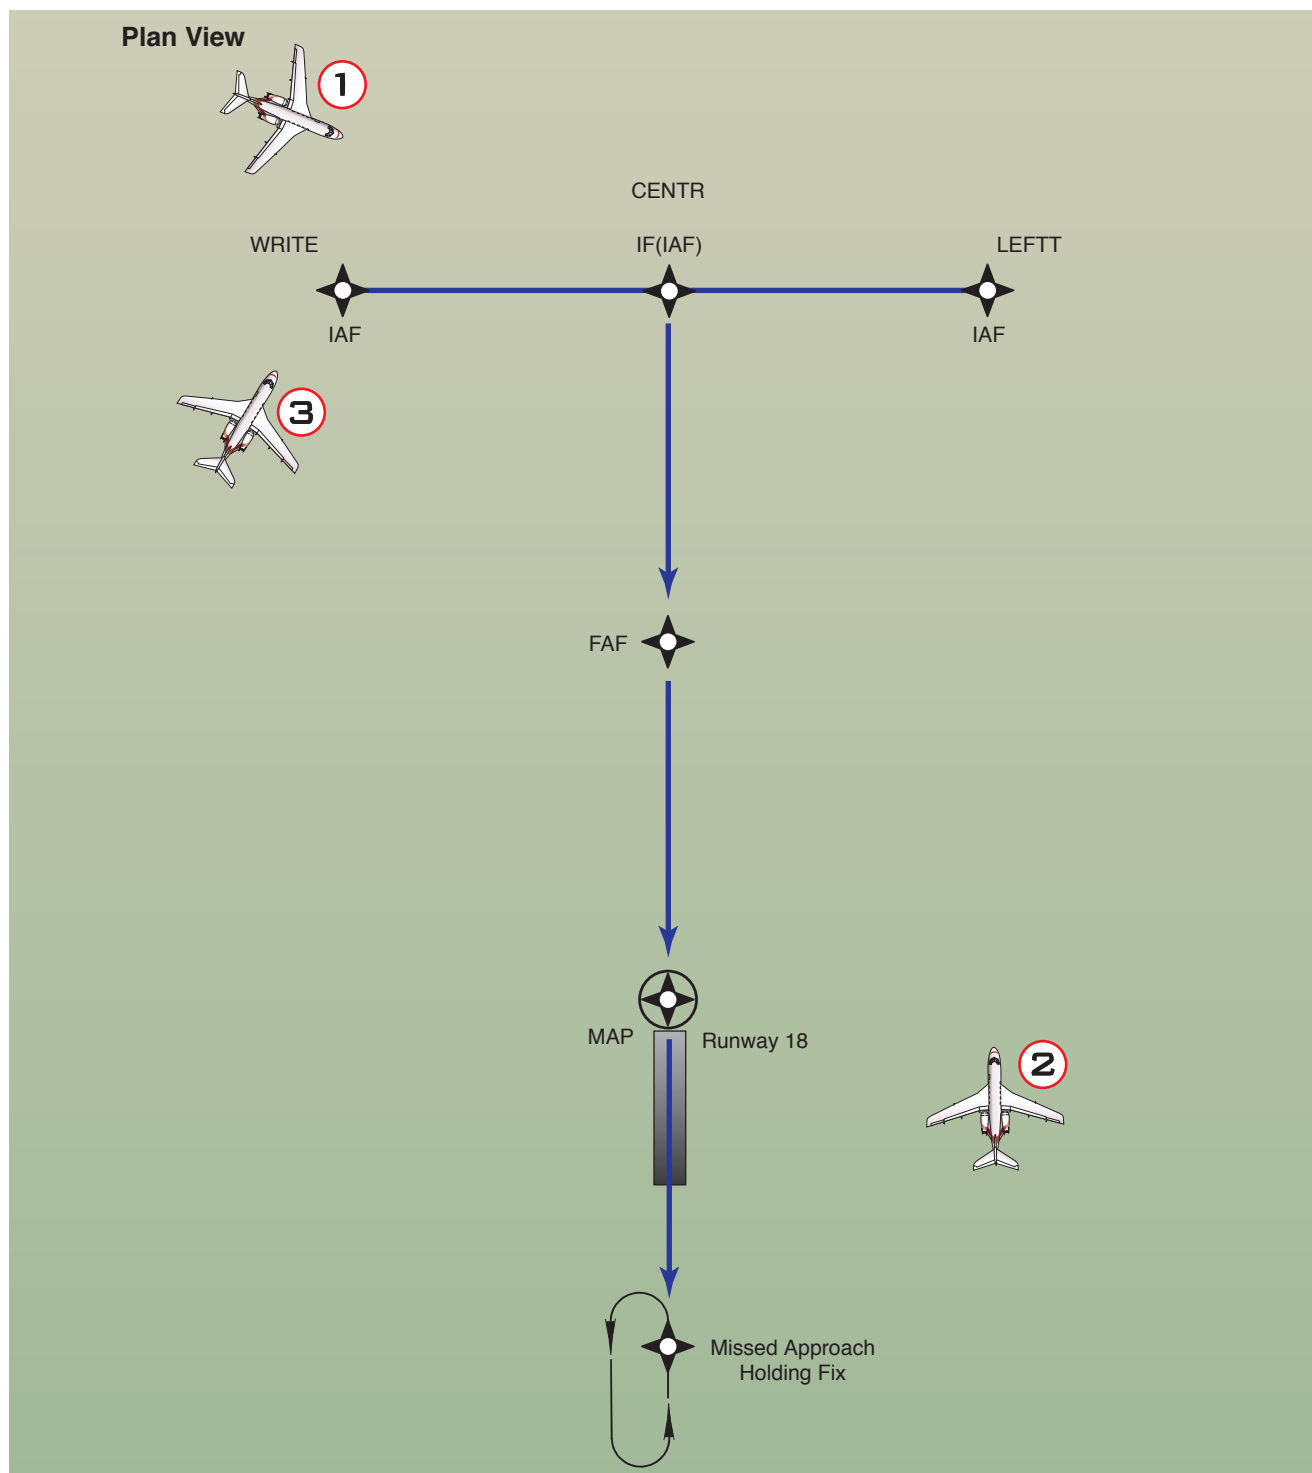 Plan View
1
CENTR
WRITE
IF(IAF)
LEFTT
IAF
IAF
3
FAF
MAP
Runway 18
2
Missed Approach
Holding Fix